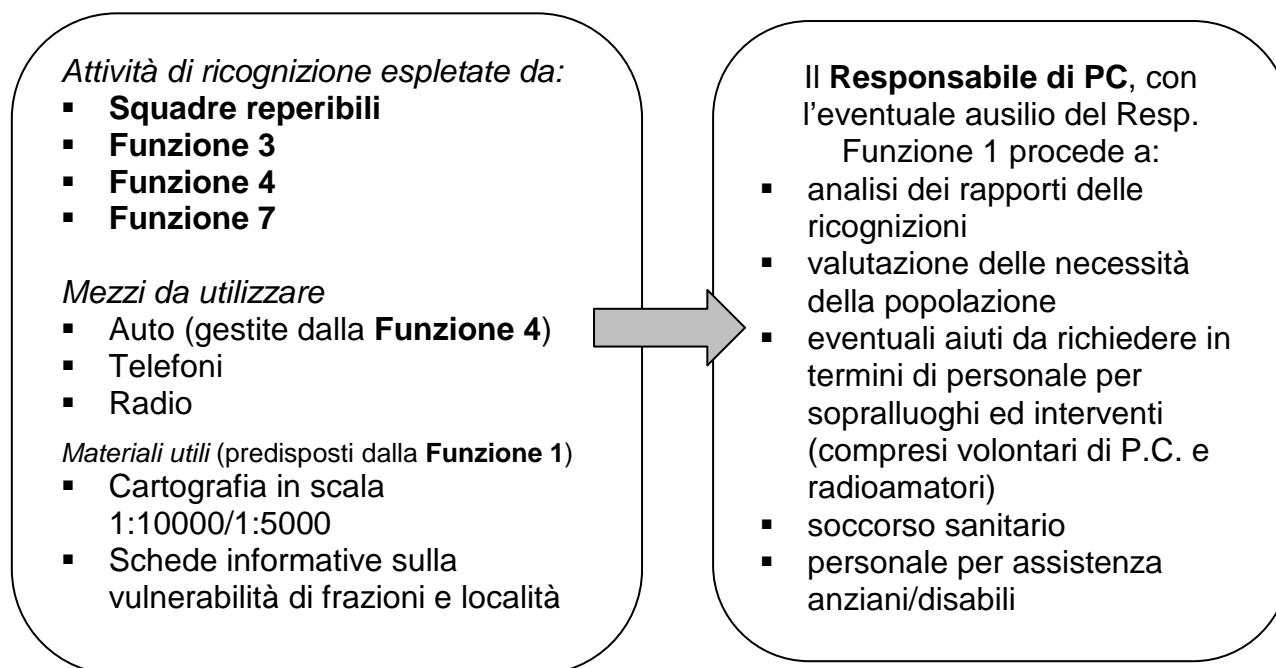 Attività di ricognizione espletate da:
▪ Squadre reperibili
▪ Funzione 3
▪ Funzione 4
▪ Funzione 7
Mezzi da utilizzare
▪ Auto (gestite dalla Funzione 4)
▪ Telefoni
▪ Radio
Materiali utili (predisposti dalla Funzione 1)
▪ Cartografia in scala
1:10000/1:5000
▪ Schede informative sulla
vulnerabilità di frazioni e località
Il Responsabile di PC, con
l’eventuale ausilio del Resp.
Funzione 1 procede a:
▪ analisi dei rapporti delle
ricognizioni
▪ valutazione delle necessità
della popolazione
▪ eventuali aiuti da richiedere in
termini di personale per
sopralluoghi ed interventi
(compresi volontari di P.C. e
radioamatori)
▪ soccorso sanitario
▪ personale per assistenza
anziani/disabili